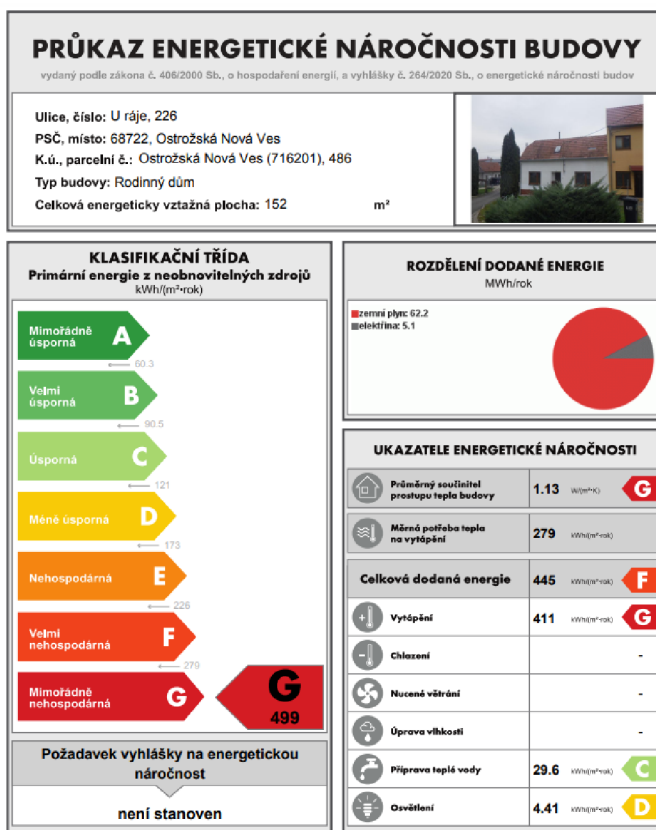 PRŮKAZ ENERGETICKÉ NÁROČNOSTI BUDOVY
vydaný podle zákona č. 406/2000 Sb., o hospodaření energií, a vyhlášky č. 264/2020 Sb., o energetické náročnosti budov
Ulice, číslo: U ráje, 226
PSČ, místo: 68722, Ostrožská Nová Ves
K.ú., parcelní č.: Ostrožská Nová Ves (716201), 486
Typ budovy: Rodinný dům
Celková energeticky vztažná plocha: 152 m²
KLASIFIKAČNÍ TŘÍDA
Primární energie z neobnovitelných zdrojů
kWh/(m²•rok)
Mimořádně
úsporná
A
60.3
Velmi
úsporná
B
90.5
Úsporná
C
121
Méně úsporná
D
173
Nehospodárná
E
226
Velmi
nehospodárná
F
279
Mimořádně
nehospodárná
G
G
499
Požadavek vyhlášky na energetickou
náročnost
není stanoven
ROZDĚLENÍ DODANÉ ENERGIE
MWh/rok
zemní plyn: 62.2
elektřina: 5.1
UKAZATELE ENERGETICKÉ NÁROČNOSTI
Průměrný součinitel
prostupu tepla budovy
1.13 W/(m²•K) G
Měrná potřeba tepla
na vytápění
279 kWh/(m²•rok)
Celková dodaná energie 445 kWh/(m²•rok) F
Vytápění 411 kWh/(m²•rok) G
Chlazení -
Nucené větrání -
Úprava vlhkosti -
Příprava teplé vody 29.6 kWh/(m²•rok) C
Osvětlení 4.41 kWh/(m²•rok) D